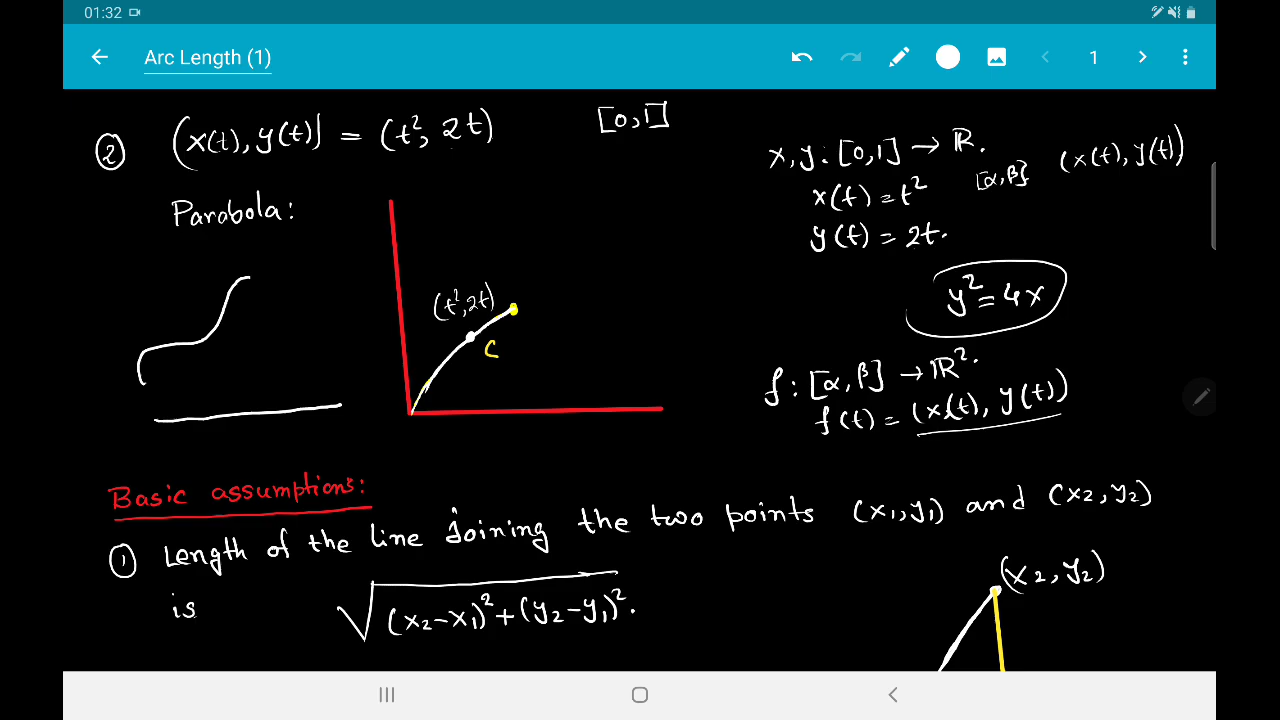 01:32
Arc Length (1)
1
② (x(t), y(t)) = (t², 2t) [0,1]
Parabola:
(t², 2t)
C
x, y : [0,1] → ℝ.
x(t) = t² [α, β] (x(t), y(t))
y(t) = 2t.
y² = 4x
f : [α, β] → ℝ².
f(t) = (x(t), y(t))
Basic assumptions:
① Length of the line joining the two points (x₁, y₁) and (x₂, y₂)
is √((x₂-x₁)² + (y₂-y₁)²).
(x₂, y₂)